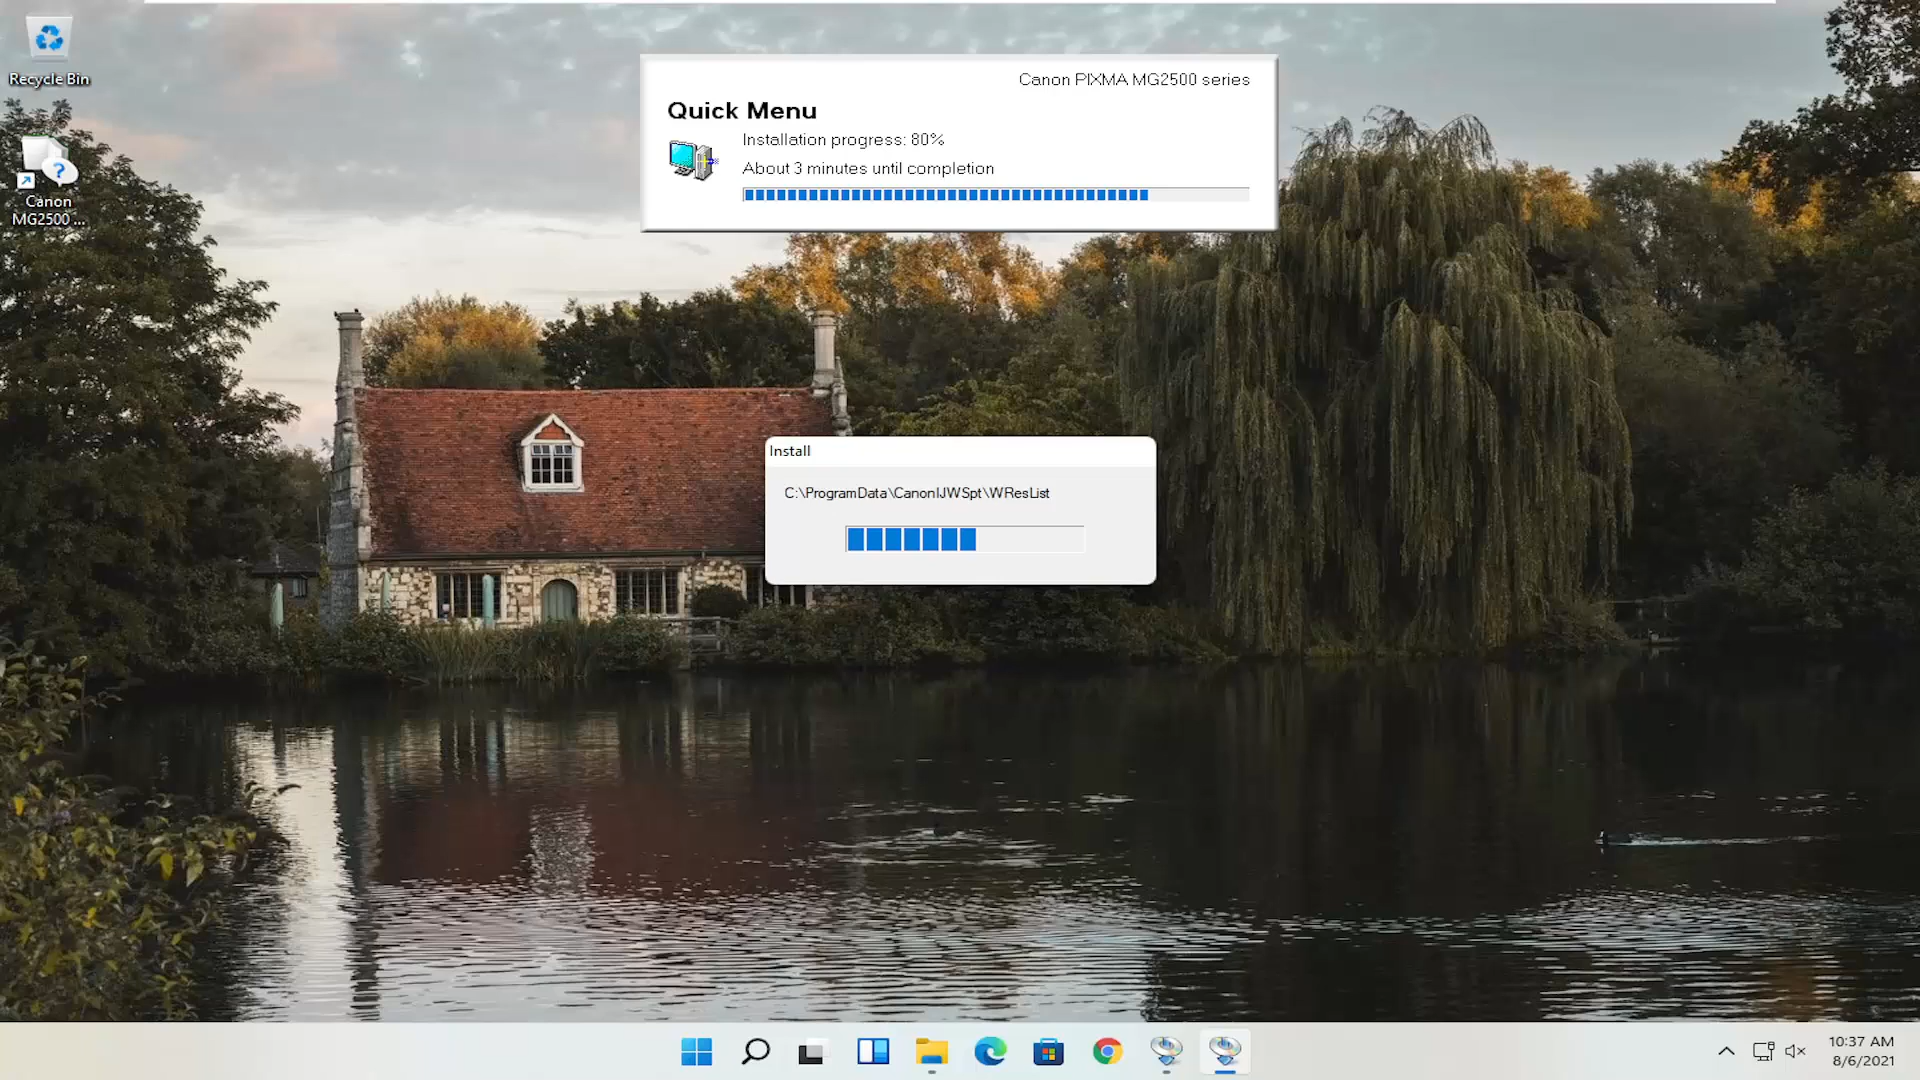 Recycle Bin
Canon
MG2500 ...
Canon PIXMA MG2500 series
Quick Menu
Installation progress: 80%
About 3 minutes until completion
Install
C:\ProgramData\CanonIJWSpt\WResList
10:37 AM
8/6/2021